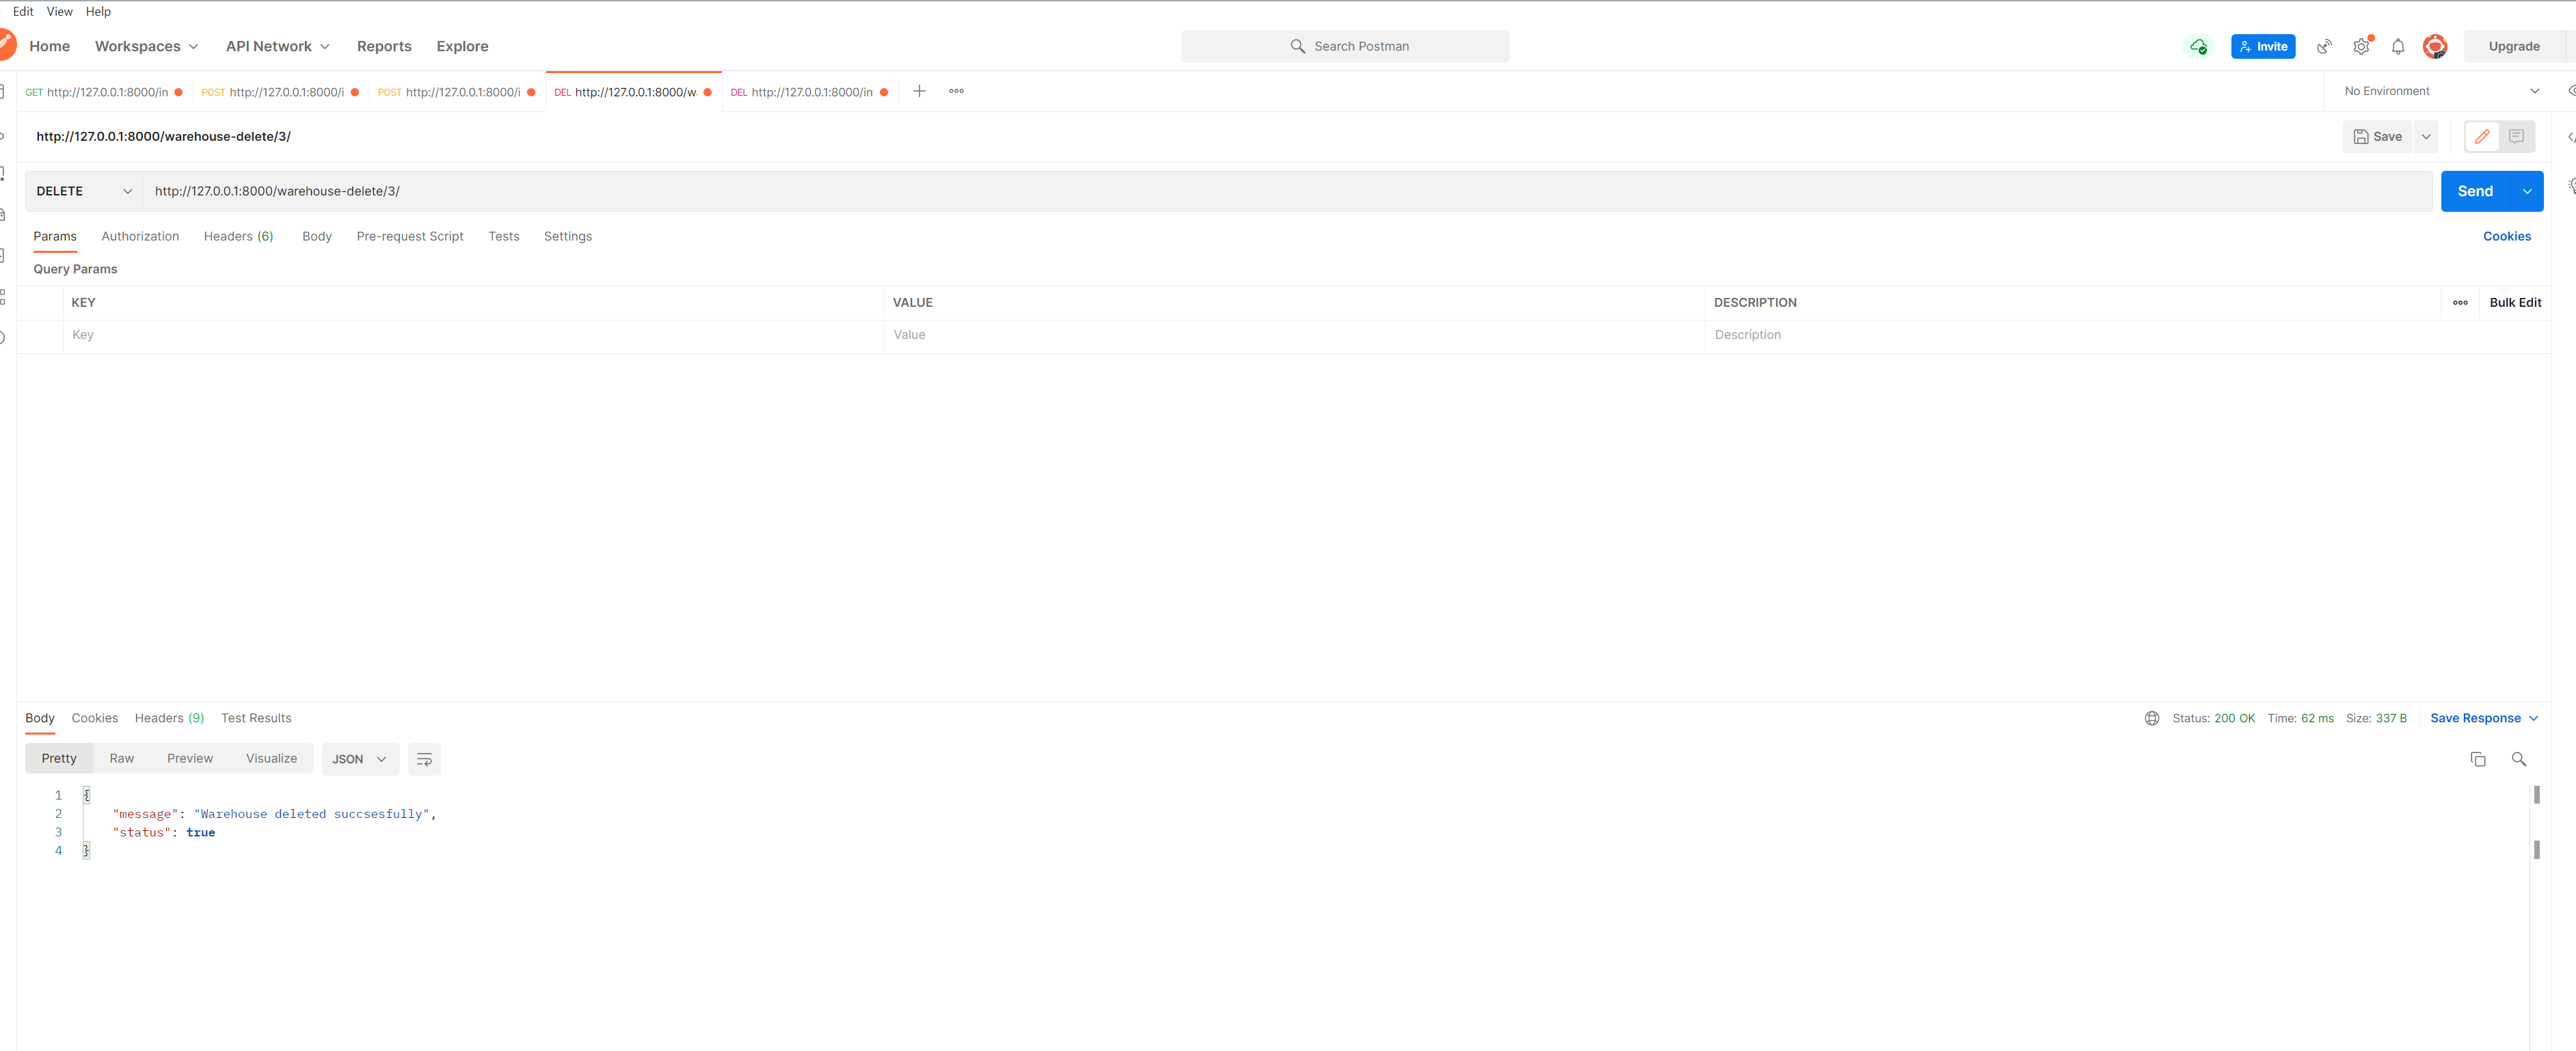 Edit View Help
Home Workspaces API Network Reports Explore Search Postman Invite Upgrade
GET http://127.0.0.1:8000/in POST http://127.0.0.1:8000/i POST http://127.0.0.1:8000/i DEL http://127.0.0.1:8000/w DEL http://127.0.0.1:8000/in No Environment
http://127.0.0.1:8000/warehouse-delete/3/ Save
DELETE http://127.0.0.1:8000/warehouse-delete/3/ Send
Params Authorization Headers (6) Body Pre-request Script Tests Settings Cookies
Query Params
KEY VALUE DESCRIPTION Bulk Edit
Key Value Description
Body Cookies Headers (9) Test Results Status: 200 OK Time: 62 ms Size: 337 B Save Response
Pretty Raw Preview Visualize JSON
1 {
2 "message": "Warehouse deleted succsesfully",
3 "status": true
4 }